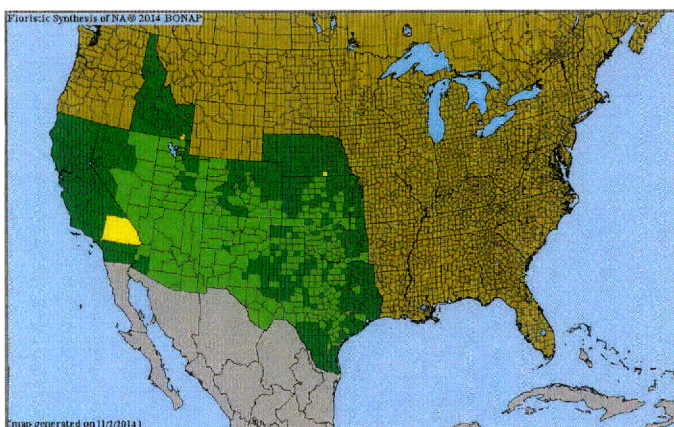 Floristic Synthesis of NA © 2014 BONAP
(map generated on 11/2/2014)